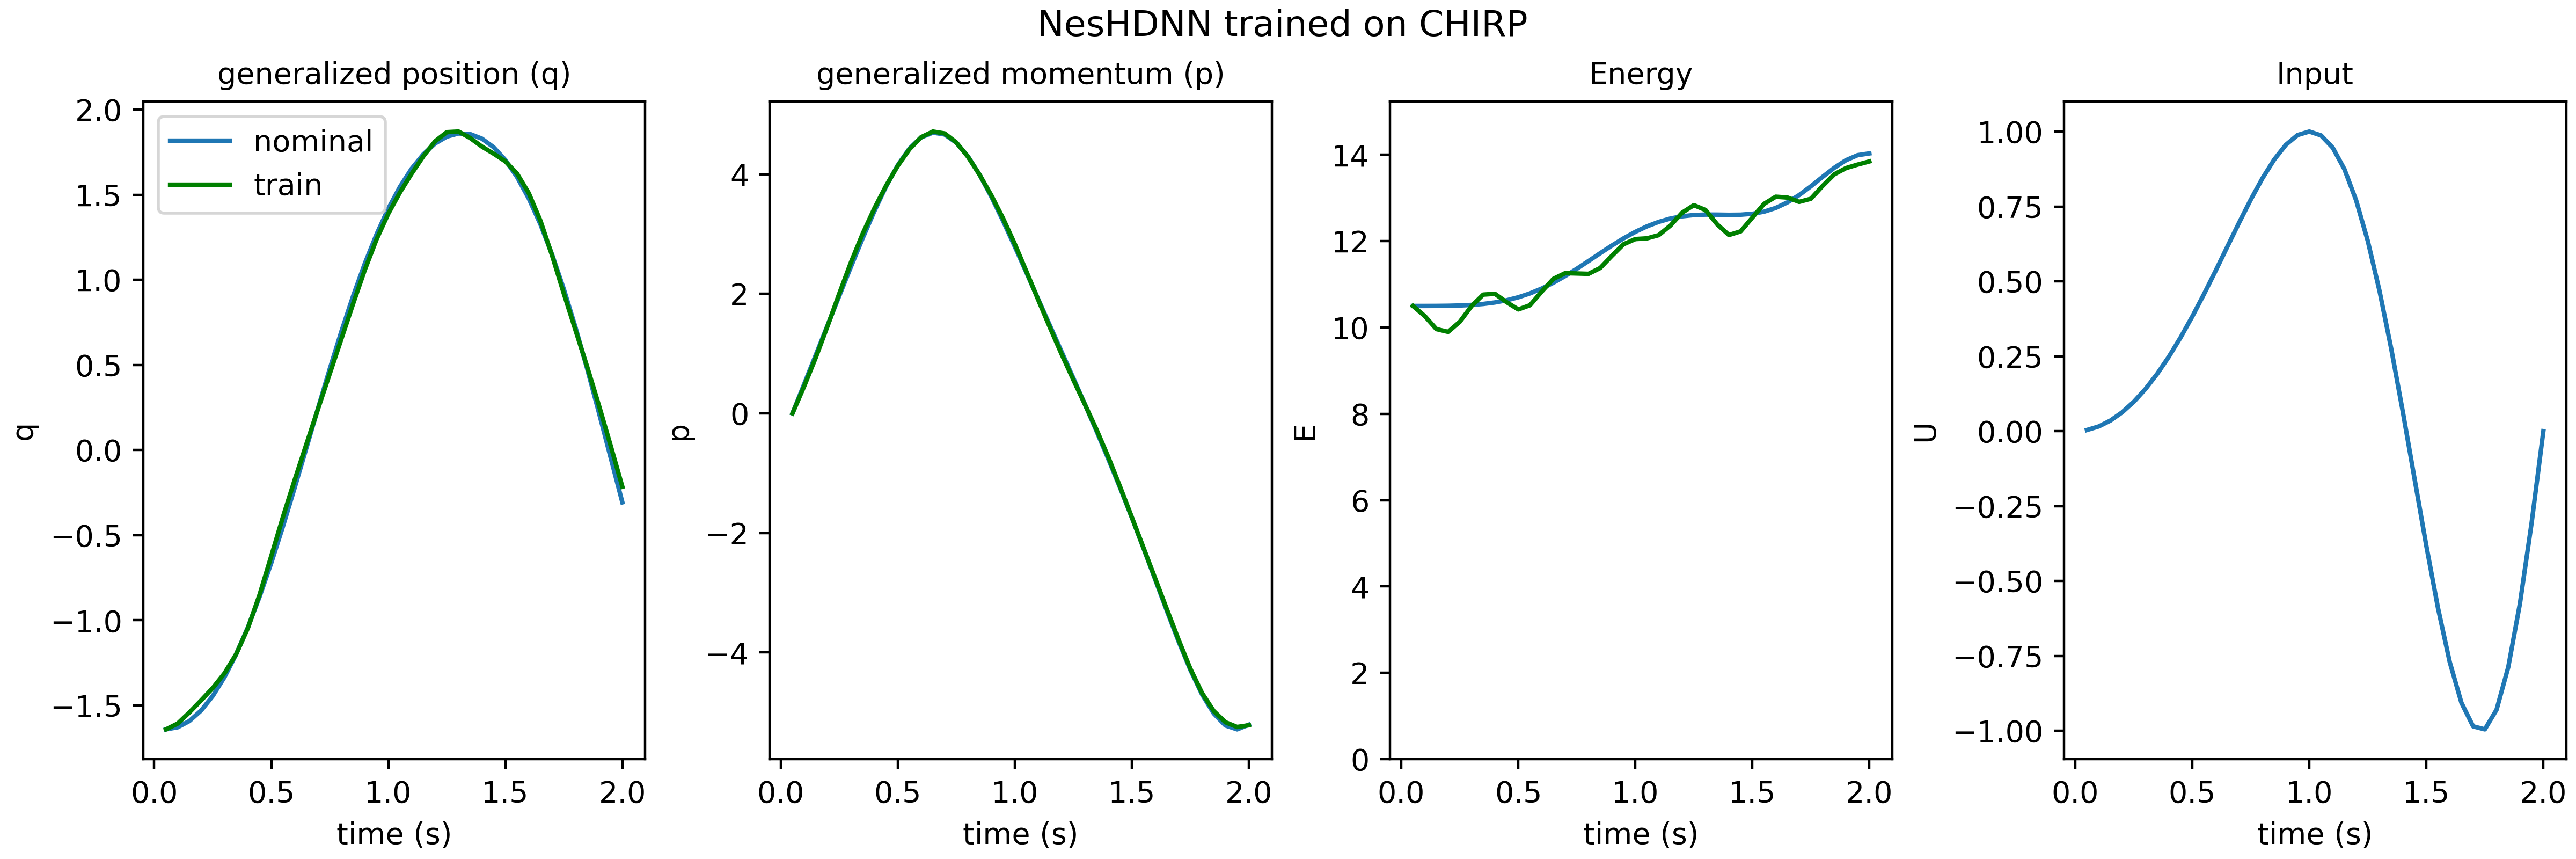 NesHDNN trained on CHIRP
generalized position (q)
2.0
1.5
1.0
0.5
0.0
−0.5
−1.0
−1.5
q
nominal
train
0.0 0.5 1.0 1.5 2.0
time (s)
generalized momentum (p)
4
2
0
−2
−4
p
0.0 0.5 1.0 1.5 2.0
time (s)
Energy
14
12
10
8
6
4
2
0
E
0.0 0.5 1.0 1.5 2.0
time (s)
Input
1.00
0.75
0.50
0.25
0.00
−0.25
−0.50
−0.75
−1.00
U
0.0 0.5 1.0 1.5 2.0
time (s)